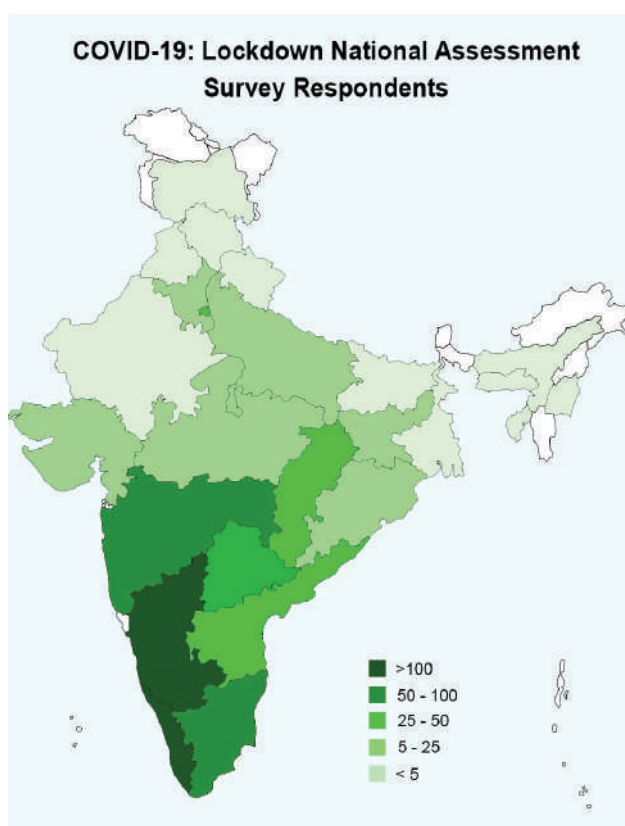 COVID-19: Lockdown National Assessment
Survey Respondents
>100
50 - 100
25 - 50
5 - 25
< 5